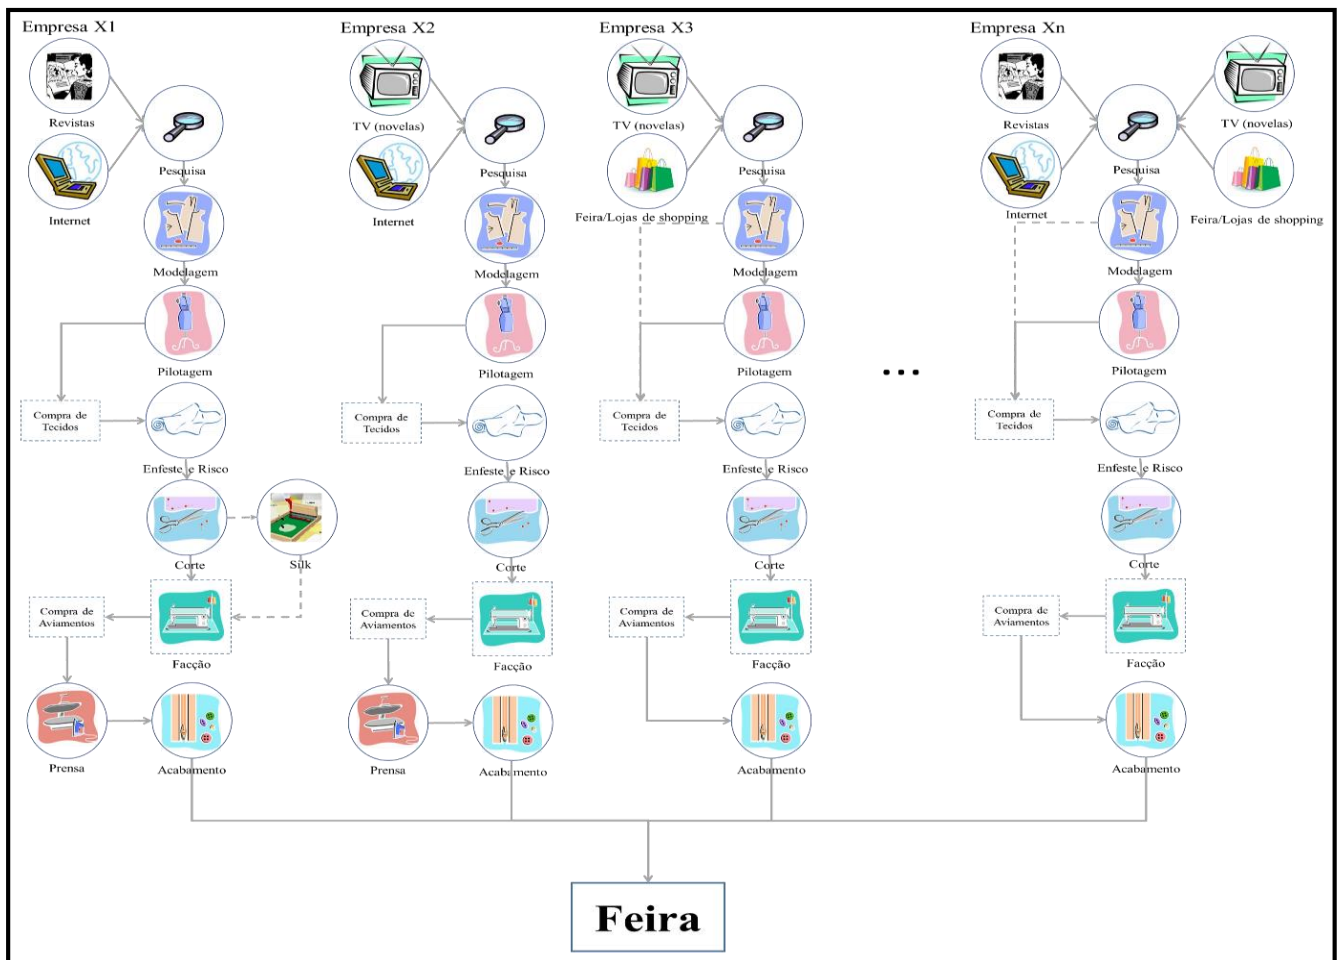 Empresa X1
Revistas
Internet
Pesquisa
Modelagem
Pilotagem
Compra de
Tecidos
Enfeste e Risco
Corte
Silk
Compra de
Aviamentos
Facção
Prensa
Acabamento
Empresa X2
TV (novelas)
Internet
Pesquisa
Modelagem
Pilotagem
Compra de
Tecidos
Enfeste e Risco
Corte
Compra de
Aviamentos
Facção
Prensa
Acabamento
Empresa X3
TV (novelas)
Feira/Lojas de shopping
Pesquisa
Modelagem
Pilotagem
Compra de
Tecidos
Enfeste e Risco
Corte
Compra de
Aviamentos
Facção
Acabamento
...
Empresa Xn
Revistas
Internet
TV (novelas)
Feira/Lojas de shopping
Pesquisa
Modelagem
Pilotagem
Compra de
Tecidos
Enfeste e Risco
Corte
Compra de
Aviamentos
Facção
Acabamento
Feira